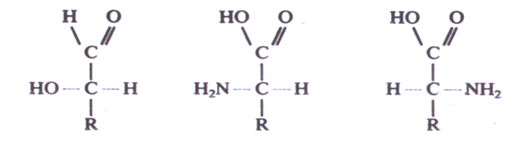 H O HO O HO O
C C C
HO C H H₂N C H H C NH₂
R R R